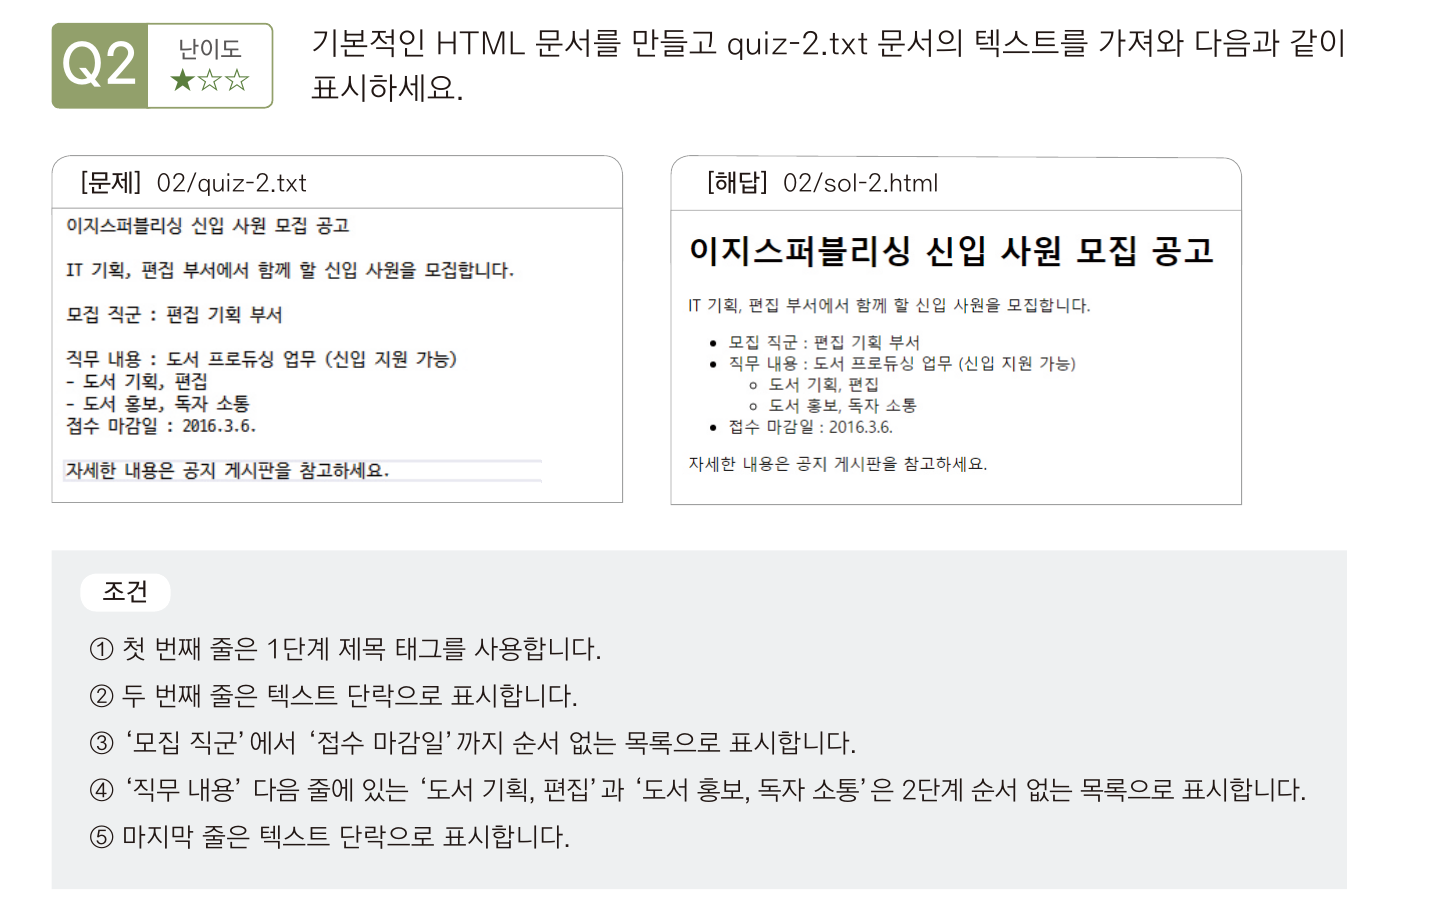 Q2
난이도
★☆☆
기본적인 HTML 문서를 만들고 quiz-2.txt 문서의 텍스트를 가져와 다음과 같이
표시하세요.
[문제] 02/quiz-2.txt
이지스퍼블리싱 신입 사원 모집 공고
IT 기획, 편집 부서에서 함께 할 신입 사원을 모집합니다.
모집 직군 : 편집 기획 부서
직무 내용 : 도서 프로듀싱 업무 (신입 지원 가능)
- 도서 기획, 편집
- 도서 홍보, 독자 소통
접수 마감일 : 2016.3.6.
자세한 내용은 공지 게시판을 참고하세요.
[해답] 02/sol-2.html
이지스퍼블리싱 신입 사원 모집 공고
IT 기획, 편집 부서에서 함께 할 신입 사원을 모집합니다.
• 모집 직군 : 편집 기획 부서
• 직무 내용 : 도서 프로듀싱 업무 (신입 지원 가능)
○ 도서 기획, 편집
○ 도서 홍보, 독자 소통
• 접수 마감일 : 2016.3.6.
자세한 내용은 공지 게시판을 참고하세요.
조건
① 첫 번째 줄은 1단계 제목 태그를 사용합니다.
② 두 번째 줄은 텍스트 단락으로 표시합니다.
③ ‘모집 직군’에서 ‘접수 마감일’까지 순서 없는 목록으로 표시합니다.
④ ‘직무 내용’ 다음 줄에 있는 ‘도서 기획, 편집’과 ‘도서 홍보, 독자 소통’은 2단계 순서 없는 목록으로 표시합니다.
⑤ 마지막 줄은 텍스트 단락으로 표시합니다.